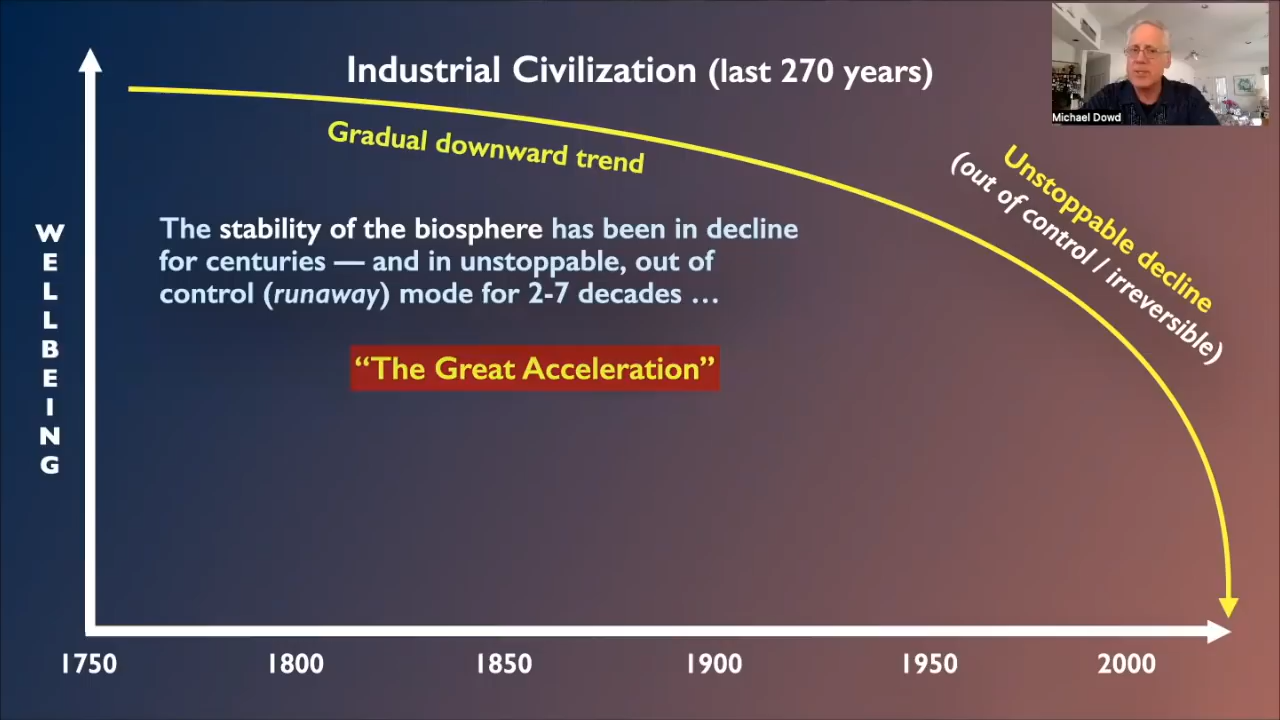 Industrial Civilization (last 270 years)
Michael Dowd
Gradual downward trend
Unstoppable decline
(out of control / irreversible)
WELLBEING
The stability of the biosphere has been in decline
for centuries — and in unstoppable, out of
control (runaway) mode for 2-7 decades …
“The Great Acceleration”
1750 1800 1850 1900 1950 2000